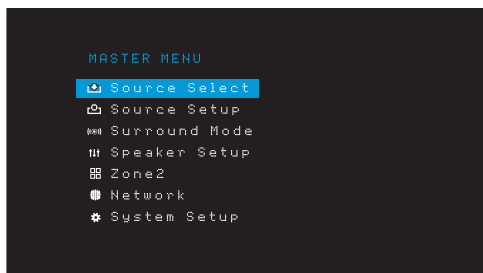 MASTER MENU
Source Select
Source Setup
Surround Mode
Speaker Setup
Zone2
Network
System Setup